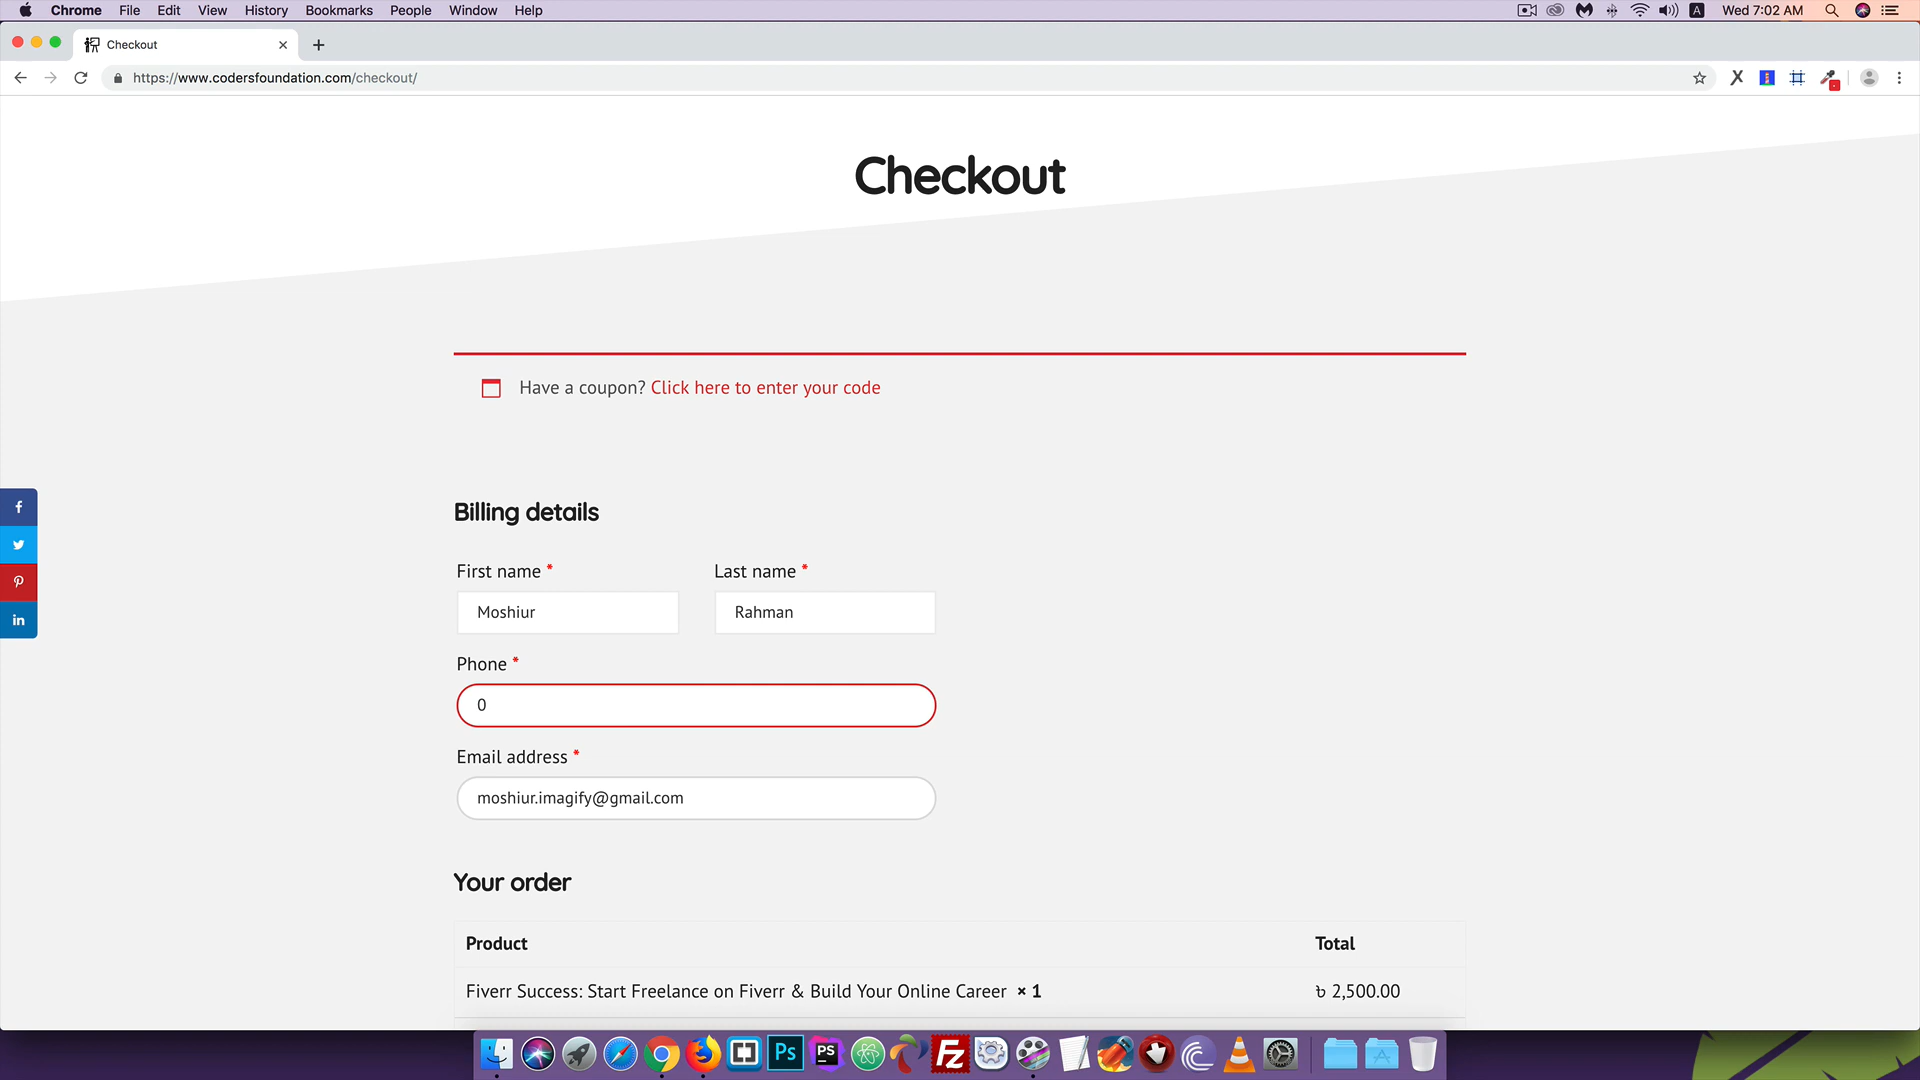 Chrome File Edit View History Bookmarks People Window Help
A Wed 7:02 AM
Checkout
https://www.codersfoundation.com/checkout/
Checkout
Have a coupon? Click here to enter your code
Billing details
First name * Last name *
Moshiur Rahman
Phone *
0
Email address *
moshiur.imagify@gmail.com
Your order
Product Total
Fiverr Success: Start Freelance on Fiverr & Build Your Online Career × 1 ৳ 2,500.00
Ps PS Fz